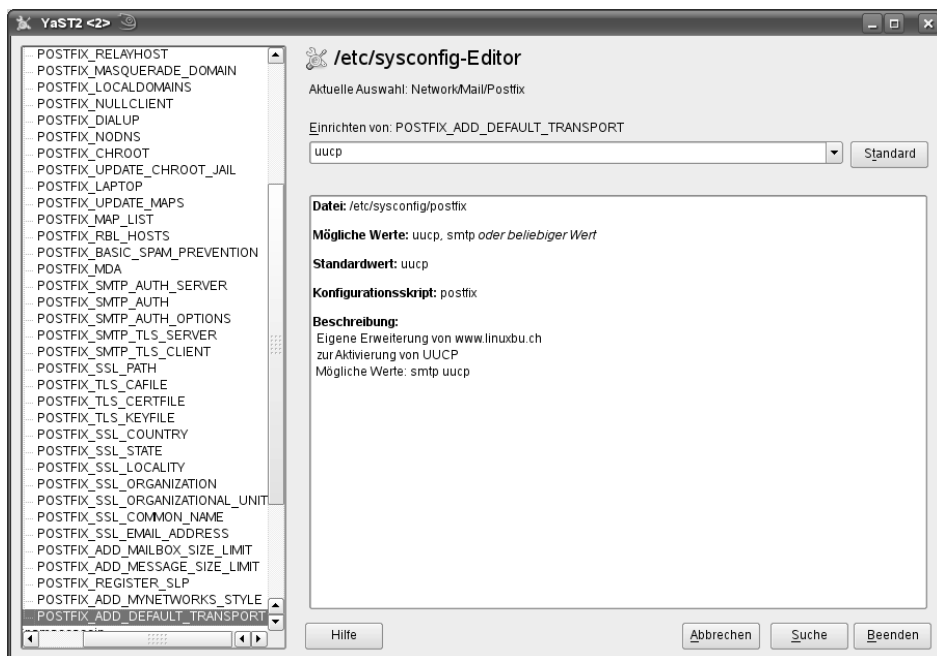 YaST2 <2>
POSTFIX_RELAYHOST
POSTFIX_MASQUERADE_DOMAIN
POSTFIX_LOCALDOMAINS
POSTFIX_NULLCLIENT
POSTFIX_DIALUP
POSTFIX_NODNS
POSTFIX_CHROOT
POSTFIX_UPDATE_CHROOT_JAIL
POSTFIX_LAPTOP
POSTFIX_UPDATE_MAPS
POSTFIX_MAP_LIST
POSTFIX_RBL_HOSTS
POSTFIX_BASIC_SPAM_PREVENTION
POSTFIX_MDA
POSTFIX_SMTP_AUTH_SERVER
POSTFIX_SMTP_AUTH
POSTFIX_SMTP_AUTH_OPTIONS
POSTFIX_SMTP_TLS_SERVER
POSTFIX_SMTP_TLS_CLIENT
POSTFIX_SSL_PATH
POSTFIX_TLS_CAFILE
POSTFIX_TLS_CERTFILE
POSTFIX_TLS_KEYFILE
POSTFIX_SSL_COUNTRY
POSTFIX_SSL_STATE
POSTFIX_SSL_LOCALITY
POSTFIX_SSL_ORGANIZATION
POSTFIX_SSL_ORGANIZATIONAL_UNIT
POSTFIX_SSL_COMMON_NAME
POSTFIX_SSL_EMAIL_ADDRESS
POSTFIX_ADD_MAILBOX_SIZE_LIMIT
POSTFIX_ADD_MESSAGE_SIZE_LIMIT
POSTFIX_REGISTER_SLP
POSTFIX_ADD_MYNETWORKS_STYLE
POSTFIX_ADD_DEFAULT_TRANSPORT
/etc/sysconfig-Editor
Aktuelle Auswahl: Network/Mail/Postfix
Einrichten von: POSTFIX_ADD_DEFAULT_TRANSPORT
uucp
Standard
Datei: /etc/sysconfig/postfix
Mögliche Werte: uucp, smtp oder beliebiger Wert
Standardwert: uucp
Konfigurationsskript: postfix
Beschreibung:
Eigene Erweiterung von www.linuxbu.ch
zur Aktivierung von UUCP
Mögliche Werte: smtp uucp
Hilfe
Abbrechen
Suche
Beenden